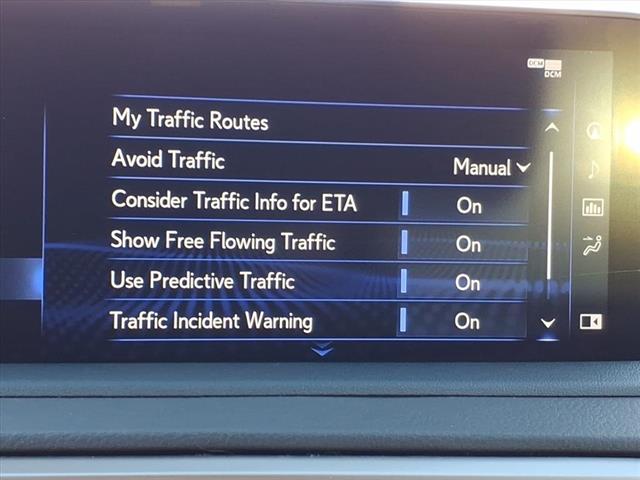 DCM
DCM
My Traffic Routes
Avoid Traffic Manual
Consider Traffic Info for ETA On
Show Free Flowing Traffic On
Use Predictive Traffic On
Traffic Incident Warning On